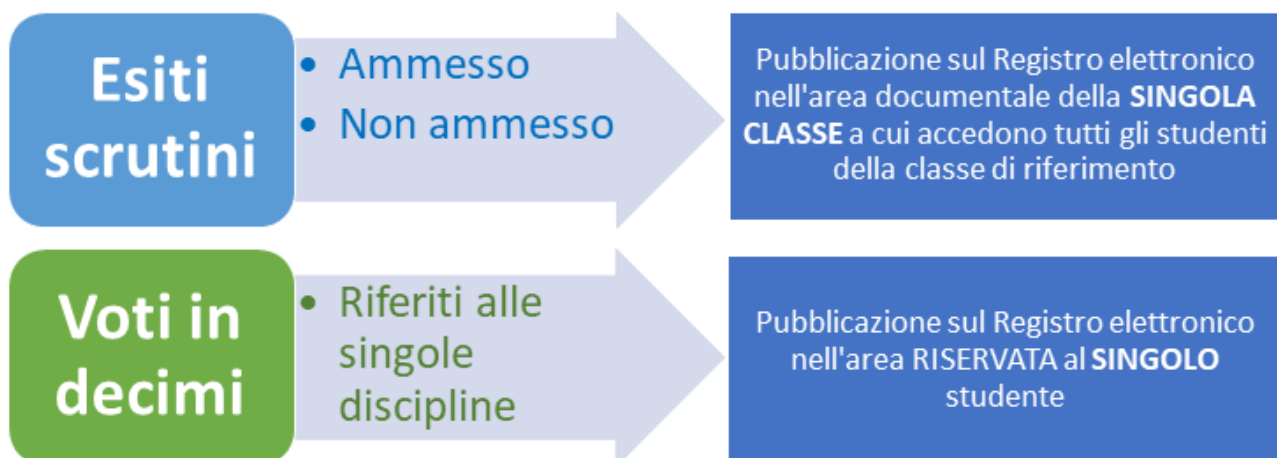 Esiti
scrutini
• Ammesso
• Non ammesso
Pubblicazione sul Registro elettronico
nell'area documentale della SINGOLA
CLASSE a cui accedono tutti gli studenti
della classe di riferimento
Voti in
decimi
• Riferiti alle
singole
discipline
Pubblicazione sul Registro elettronico
nell'area RISERVATA al SINGOLO
studente